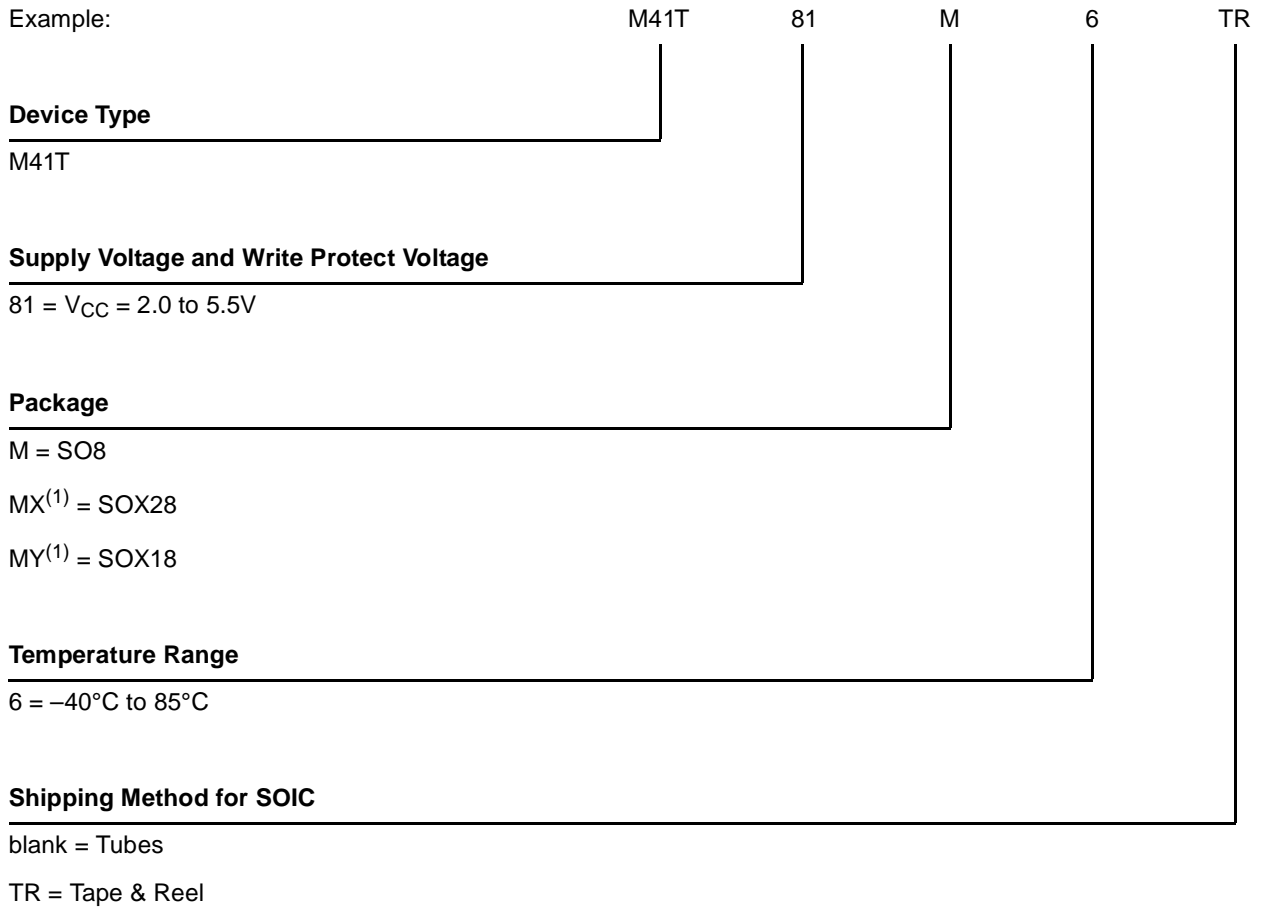 Example: M41T 81 M 6 TR
Device Type
M41T
Supply Voltage and Write Protect Voltage
81 = VCC = 2.0 to 5.5V
Package
M = SO8
MX(1) = SOX28
MY(1) = SOX18
Temperature Range
6 = –40°C to 85°C
Shipping Method for SOIC
blank = Tubes
TR = Tape & Reel